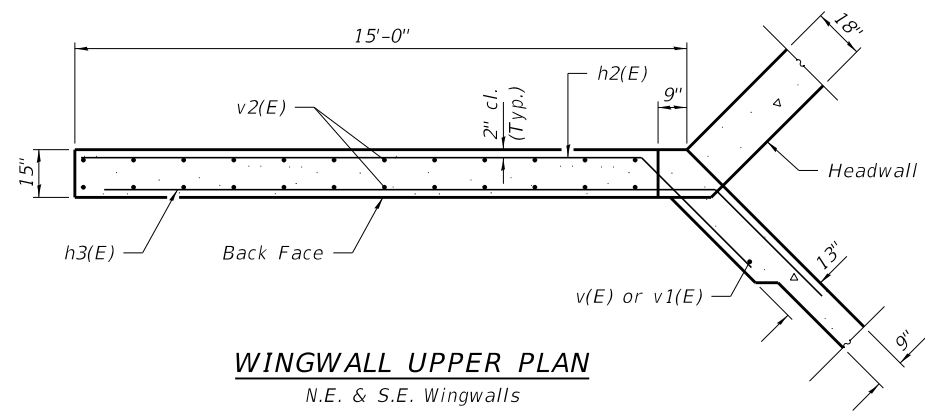 15'-0"
18"
h2(E)
v2(E)
2" cl.
(Typ.)
9"
15"
Headwall
h3(E)
Back Face
13"
v(E) or v1(E)
9"
WINGWALL UPPER PLAN
N.E. & S.E. Wingwalls